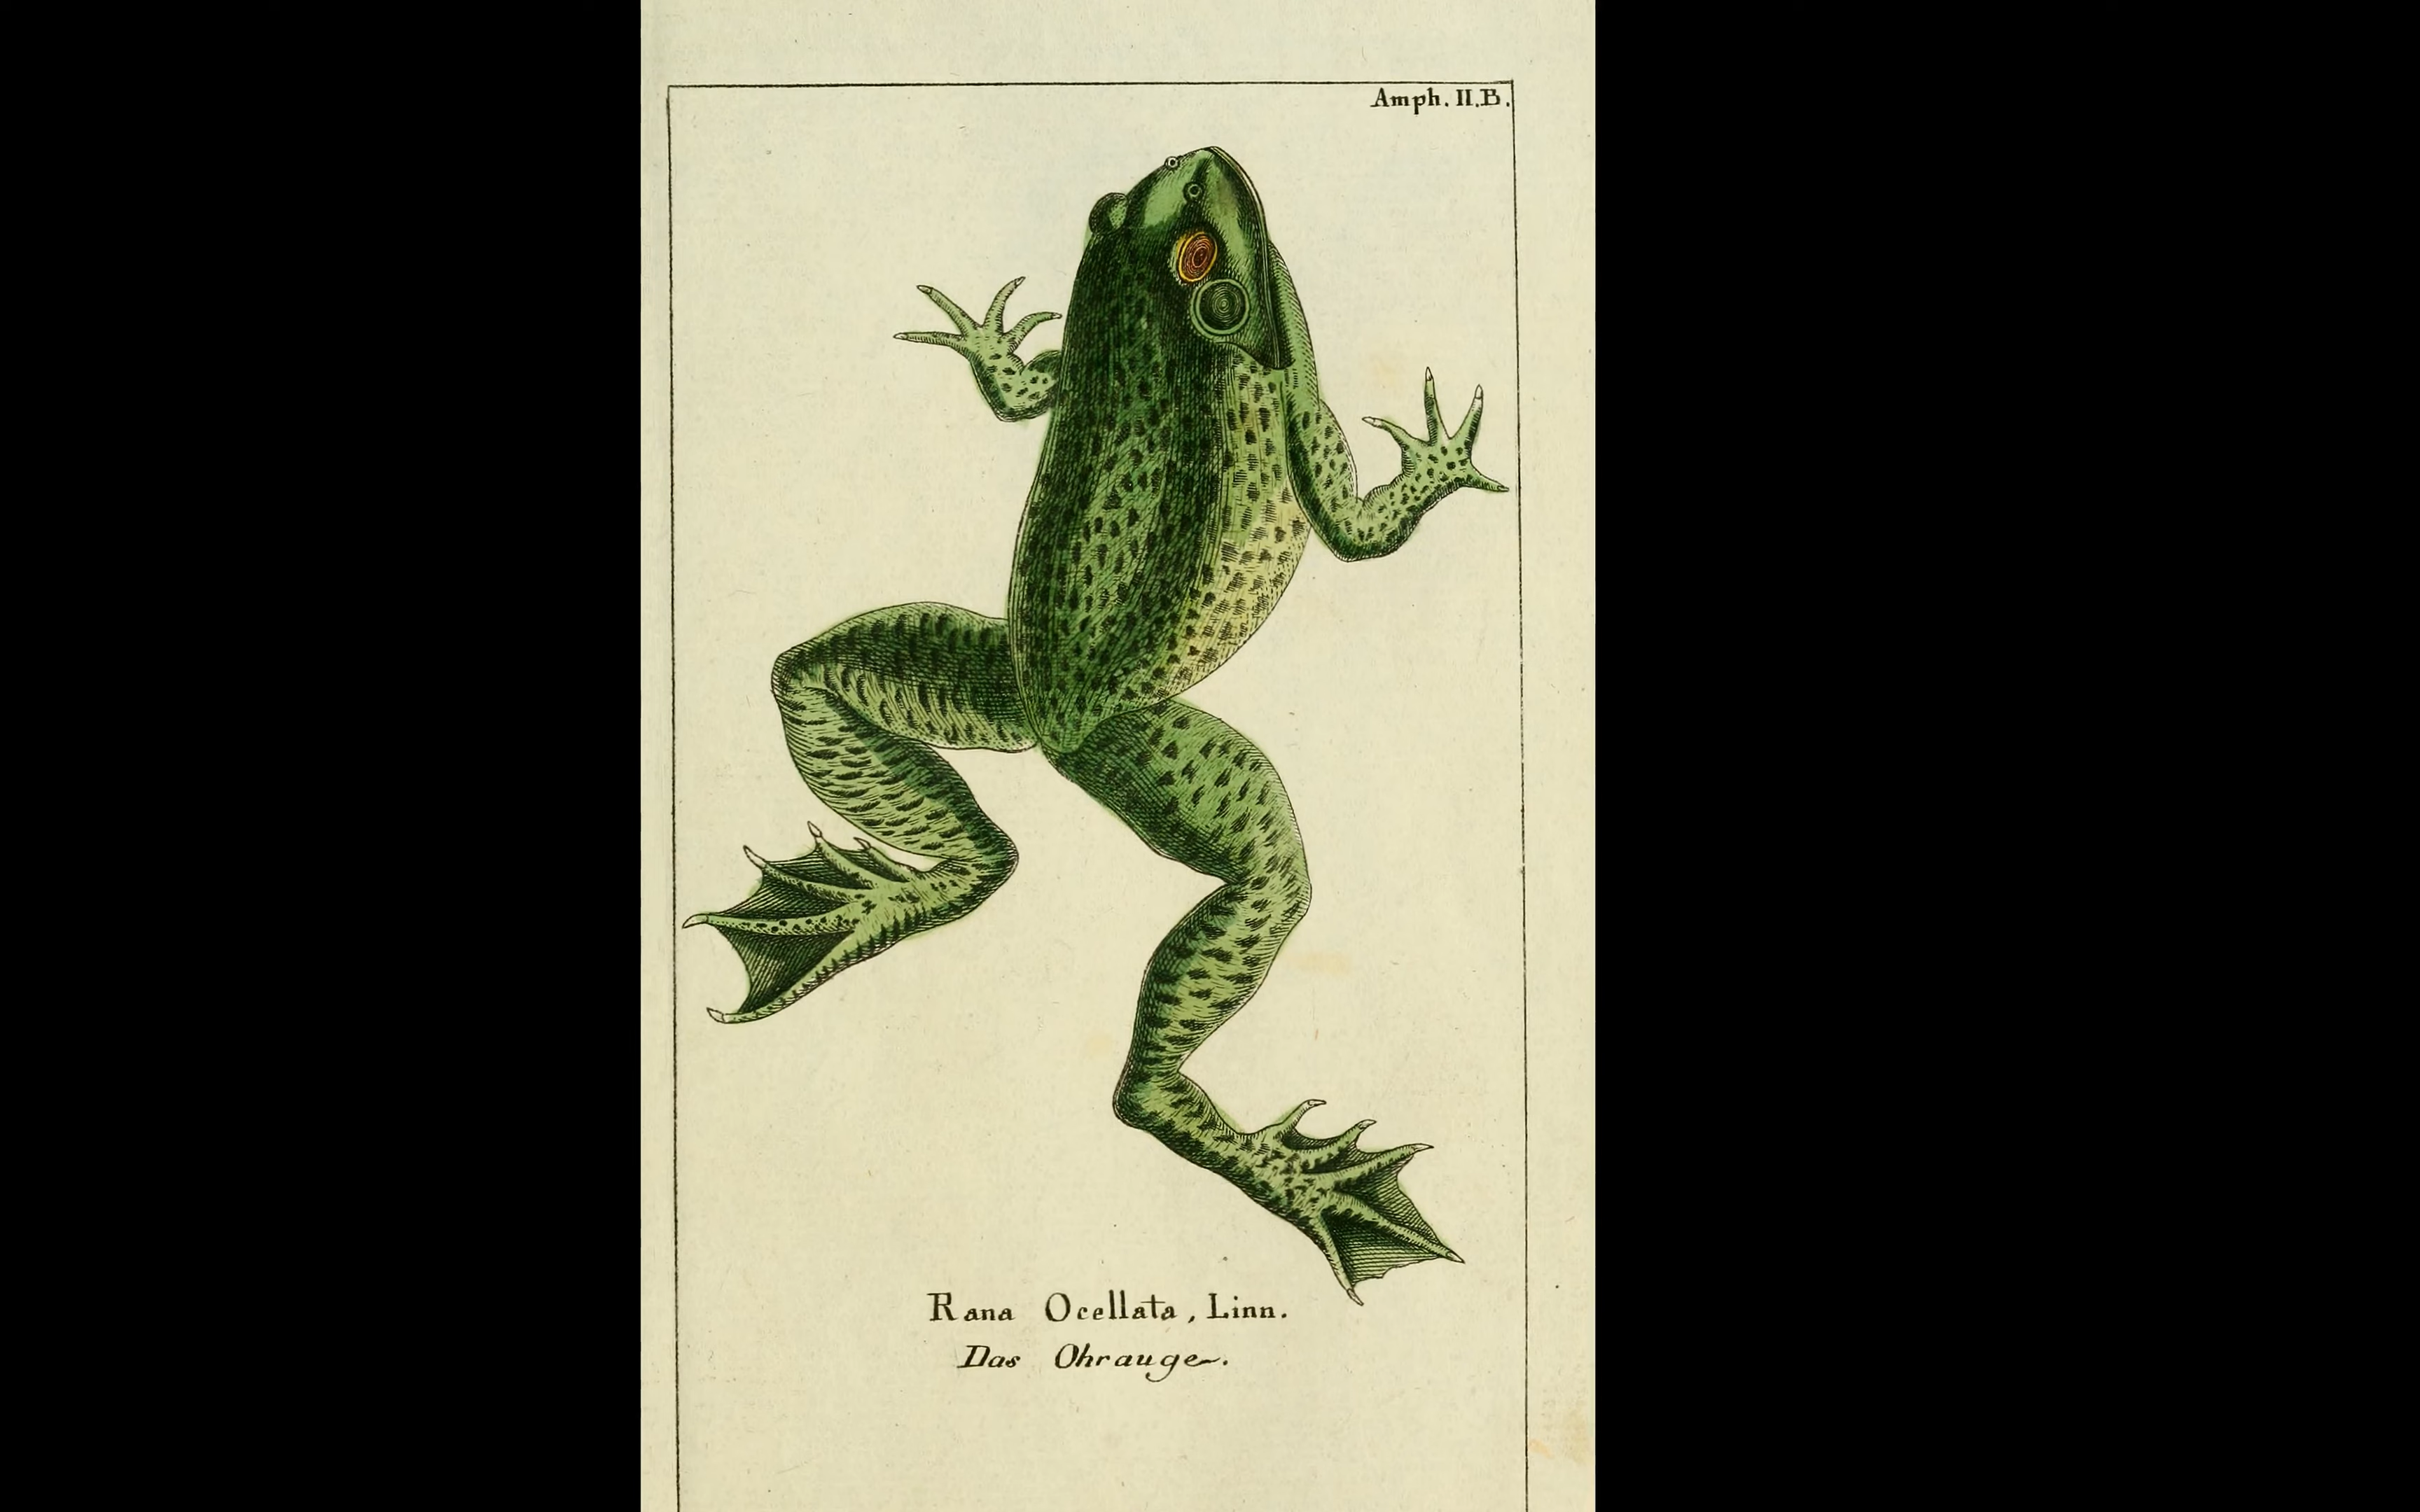 Amph. II.B.
Rana Ocellata, Linn.
Das Ohrauge.